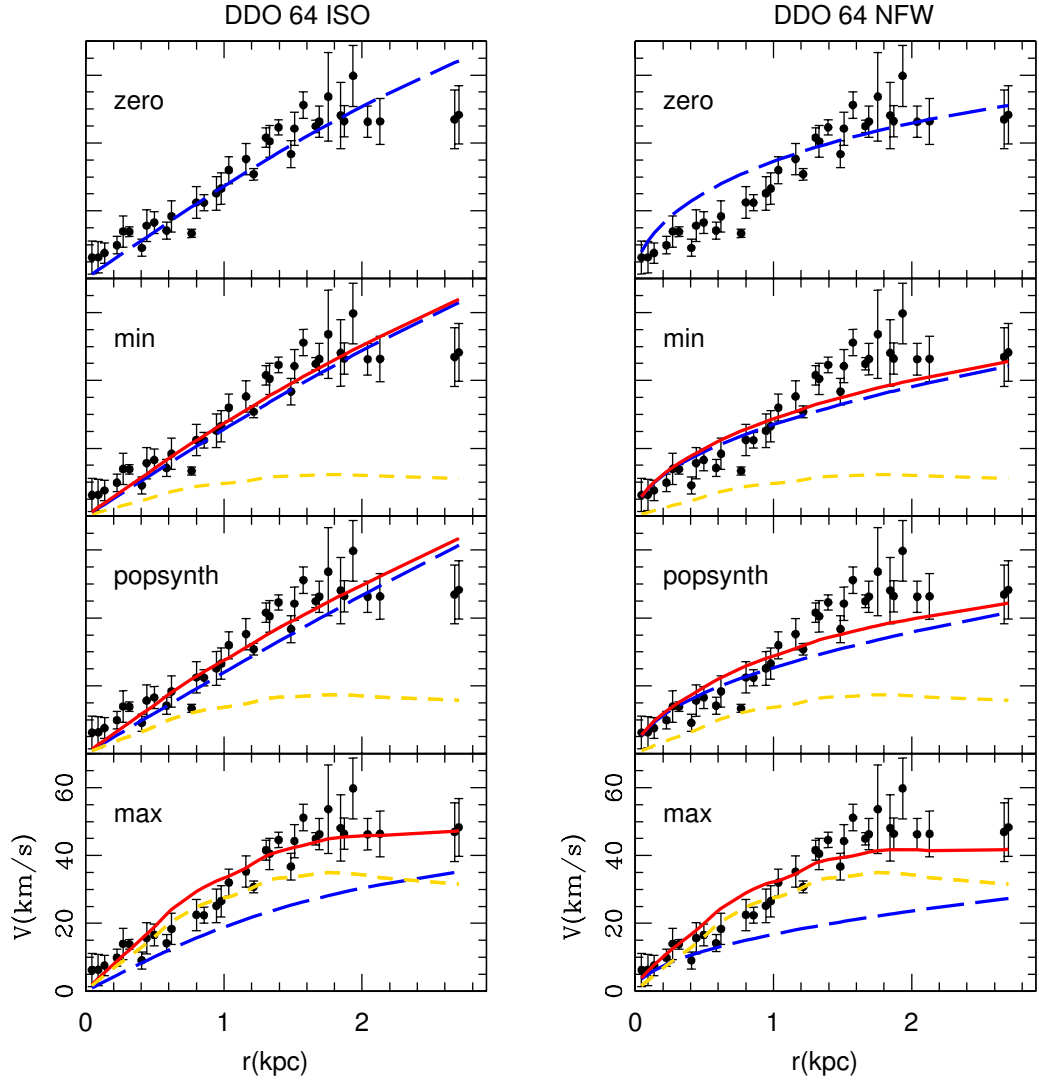 DDO 64 ISO
DDO 64 NFW
zero
zero
min
min
popsynth
popsynth
max
max
V(km/s)
0
20
40
60
V(km/s)
0
20
40
60
0 1 2
0 1 2
r(kpc)
r(kpc)